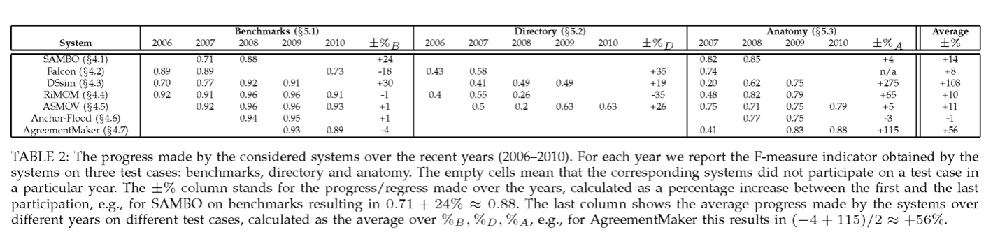 Benchmarks (§5.1) Directory (§5.2) Anatomy (§5.3) Average
System 2006 2007 2008 2009 2010 ±%B 2006 2007 2008 2009 2010 ±%D 2007 2008 2009 2010 ±%A ±%
SAMBO (§4.1) 0.71 0.88 +24 0.82 0.85 +4 +14
Falcon (§4.2) 0.89 0.89 0.73 -18 0.43 0.58 +35 0.74 n/a +8
DSsim (§4.3) 0.70 0.77 0.92 0.91 +30 0.41 0.49 0.49 +19 0.20 0.62 0.75 +275 +108
RiMOM (§4.4) 0.92 0.91 0.96 0.96 0.91 -1 0.4 0.55 0.26 -35 0.48 0.82 0.79 +65 +10
ASMOV (§4.5) 0.92 0.96 0.96 0.93 +1 0.5 0.2 0.63 0.63 +26 0.75 0.71 0.75 0.79 +5 +11
Anchor-Flood (§4.6) 0.94 0.95 +1 0.77 0.75 -3 -1
AgreementMaker (§4.7) 0.93 0.89 -4 0.41 0.83 0.88 +115 +56
TABLE 2: The progress made by the considered systems over the recent years (2006–2010). For each year we report the F-measure indicator obtained by the
systems on three test cases: benchmarks, directory and anatomy. The empty cells mean that the corresponding systems did not participate on a test case in
a particular year. The ±% column stands for the progress/regress made over the years, calculated as a percentage increase between the first and the last
participation, e.g., for SAMBO on benchmarks resulting in 0.71 + 24% ≈ 0.88. The last column shows the average progress made by the systems over
different years on different test cases, calculated as the average over %B, %D, %A, e.g., for AgreementMaker this results in (−4 + 115)/2 ≈ +56%.